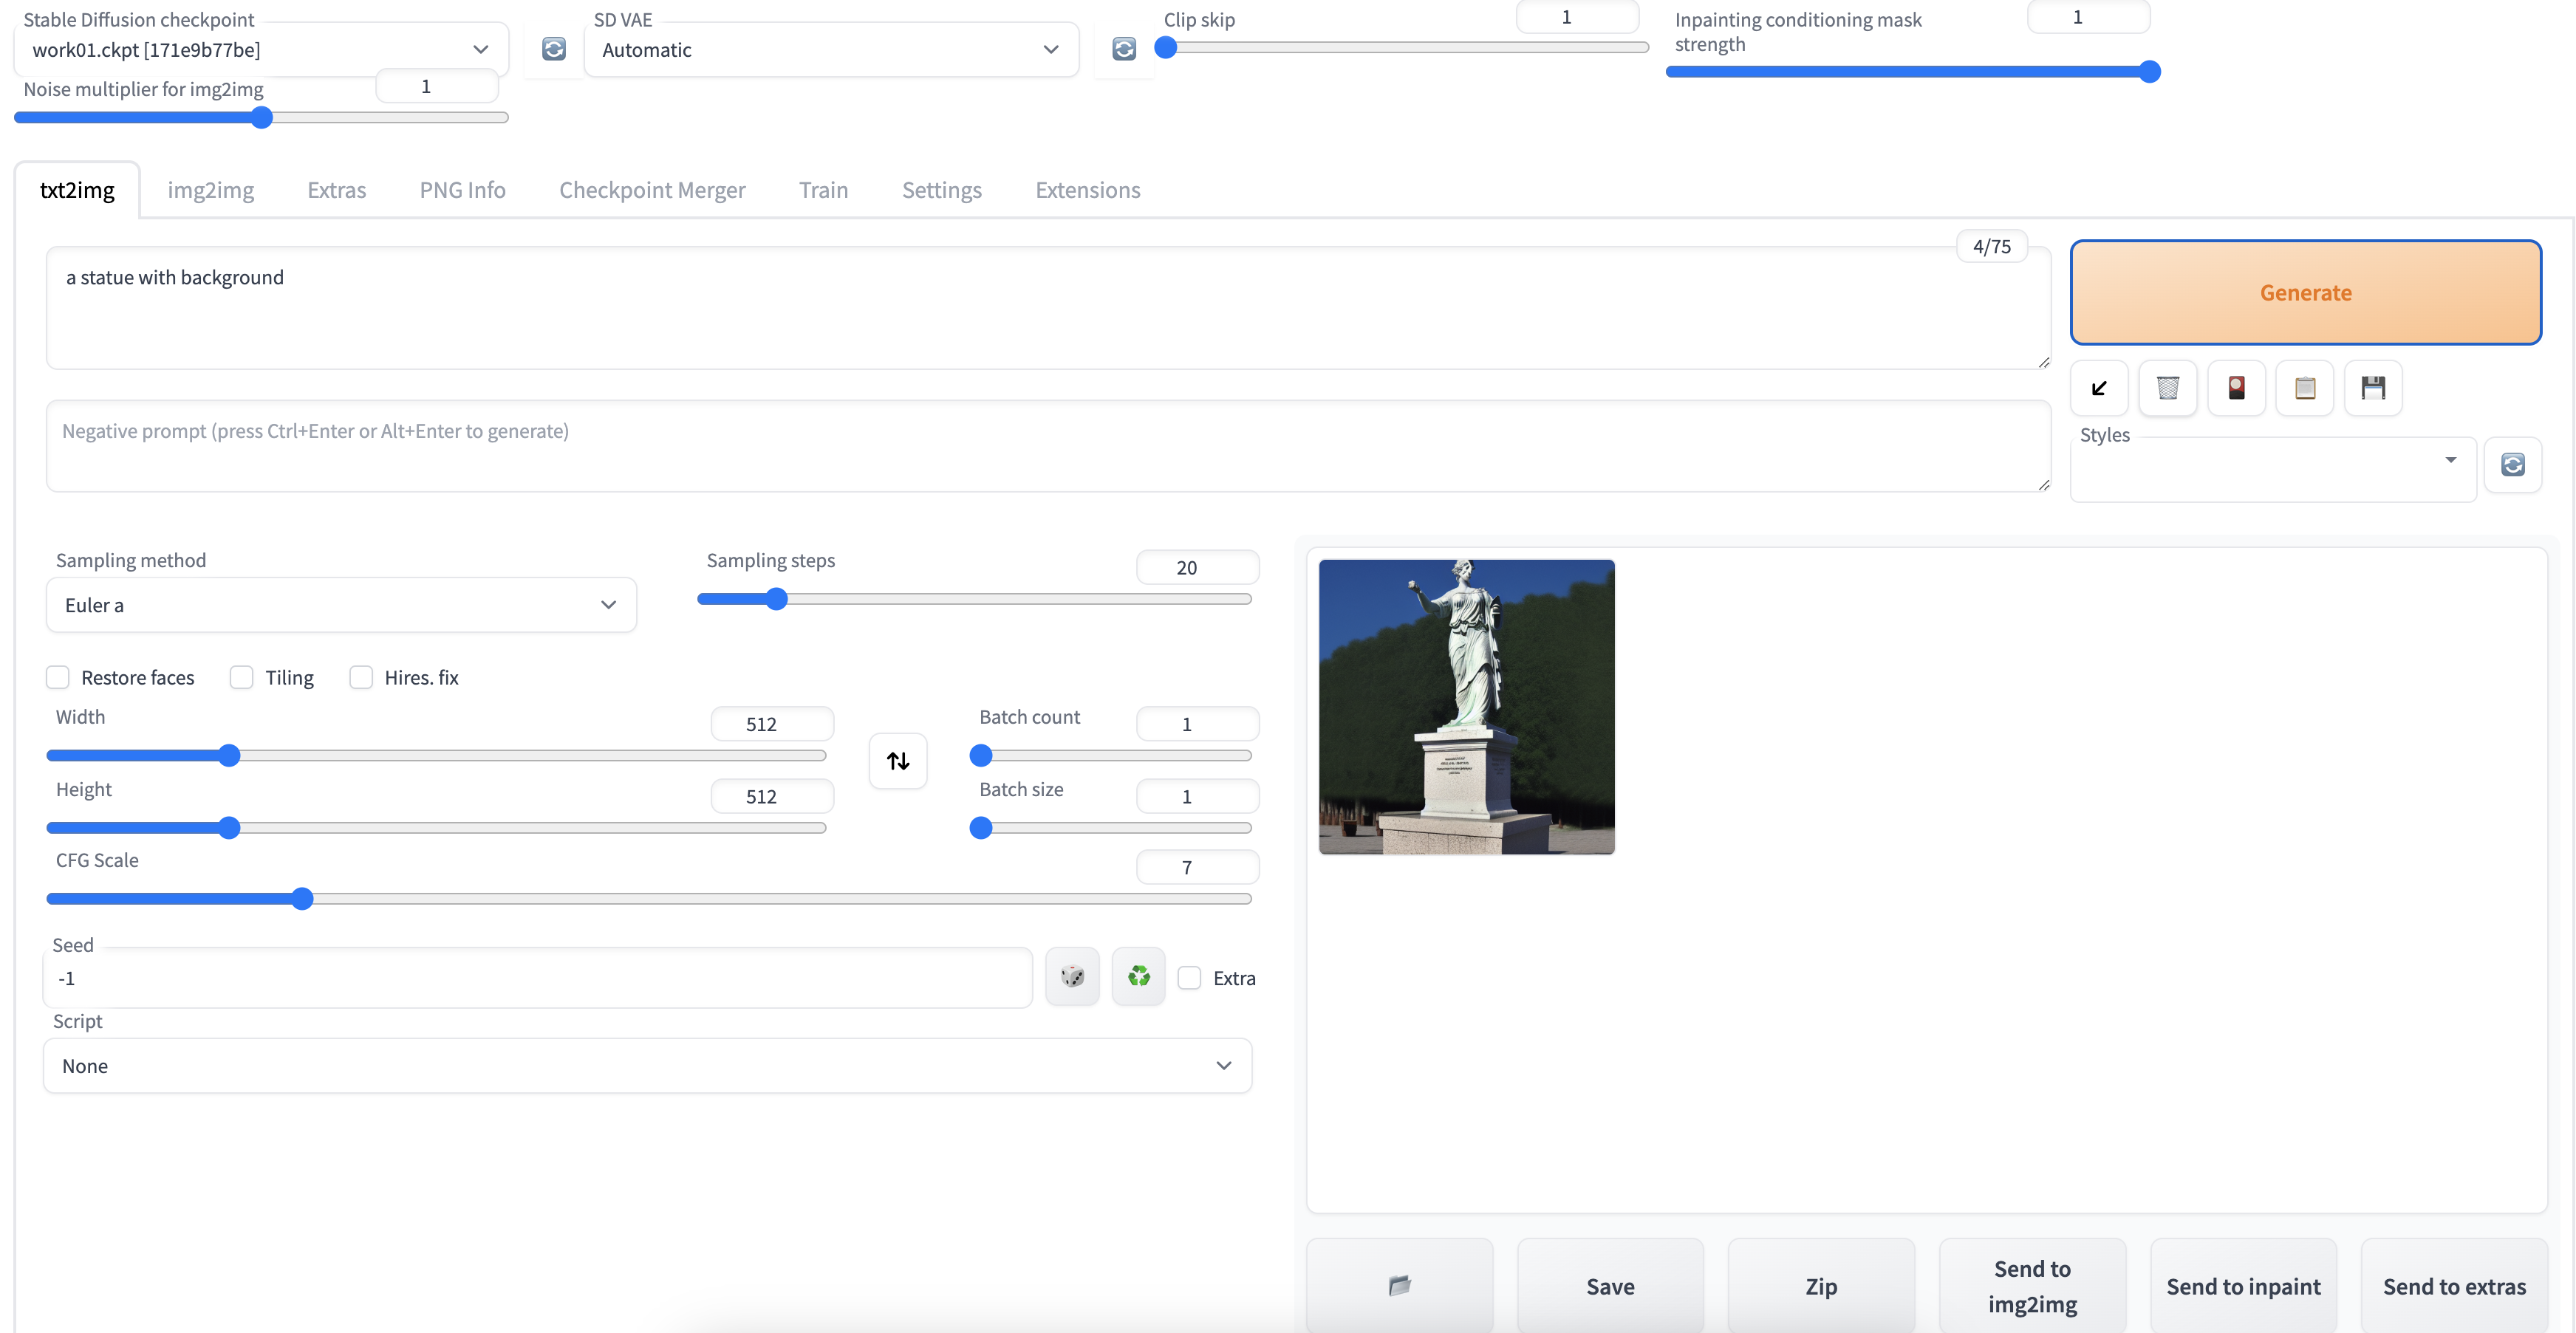 Stable Diffusion checkpoint
work01.ckpt [171e9b77be]
SD VAE
Automatic
Clip skip
1
Inpainting conditioning mask
strength
1
Noise multiplier for img2img
1
txt2img
img2img
Extras
PNG Info
Checkpoint Merger
Train
Settings
Extensions
4/75
a statue with background
Generate
Negative prompt (press Ctrl+Enter or Alt+Enter to generate)
Styles
Sampling method
Euler a
Sampling steps
20
Restore faces
Tiling
Hires. fix
Width
512
Height
512
Batch count
1
Batch size
1
CFG Scale
7
Seed
-1
Extra
Script
None
Save
Zip
Send to
img2img
Send to inpaint
Send to extras